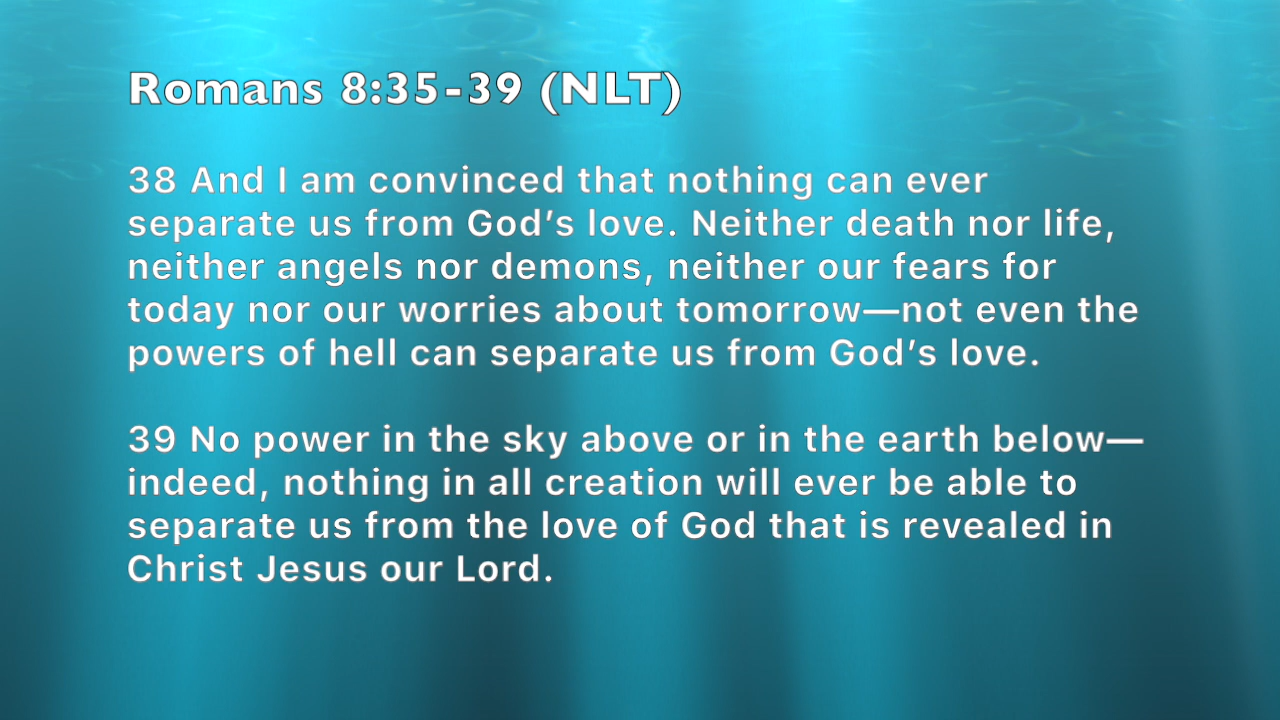 Romans 8:35-39 (NLT)
38 And I am convinced that nothing can ever
separate us from God’s love. Neither death nor life,
neither angels nor demons, neither our fears for
today nor our worries about tomorrow—not even the
powers of hell can separate us from God’s love.
39 No power in the sky above or in the earth below—
indeed, nothing in all creation will ever be able to
separate us from the love of God that is revealed in
Christ Jesus our Lord.